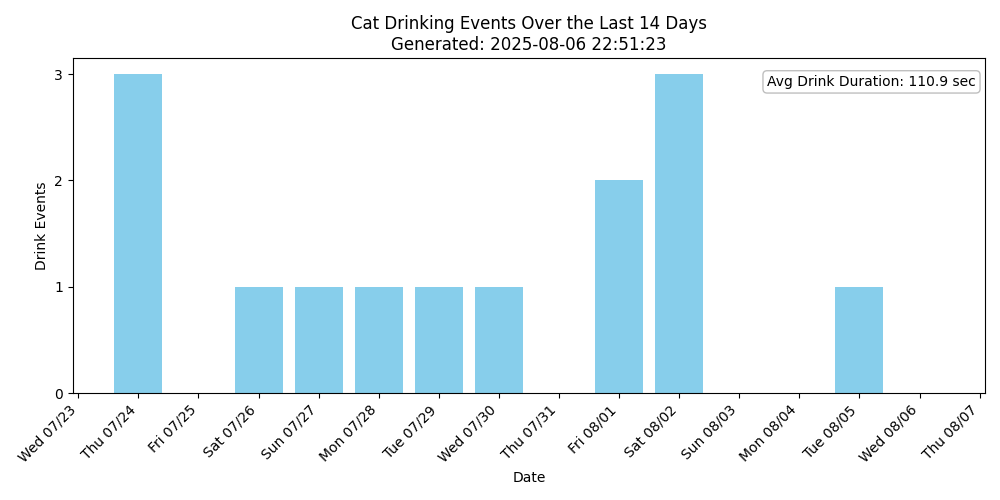 Cat Drinking Events Over the Last 14 Days
Generated: 2025-08-06 22:51:23
Avg Drink Duration: 110.9 sec
Drink Events
3
2
1
0
Wed 07/23
Thu 07/24
Fri 07/25
Sat 07/26
Sun 07/27
Mon 07/28
Tue 07/29
Wed 07/30
Thu 07/31
Fri 08/01
Sat 08/02
Sun 08/03
Mon 08/04
Tue 08/05
Wed 08/06
Thu 08/07
Date